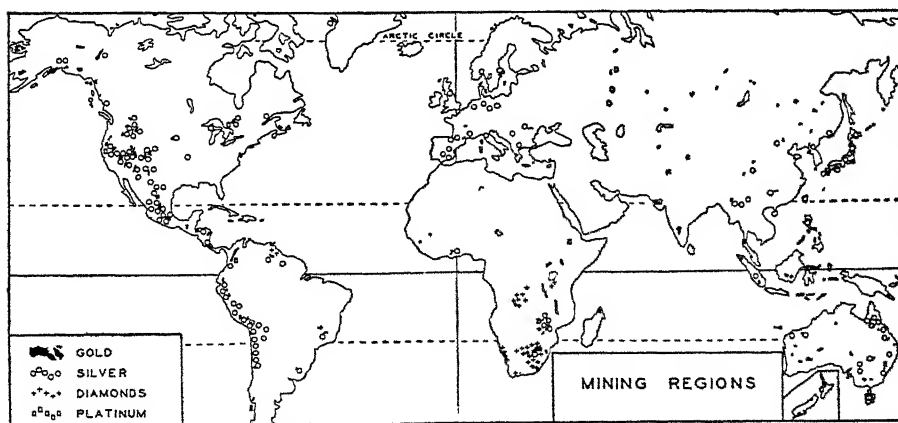 ARCTIC CIRCLE
GOLD
SILVER
DIAMONDS
PLATINUM
MINING REGIONS